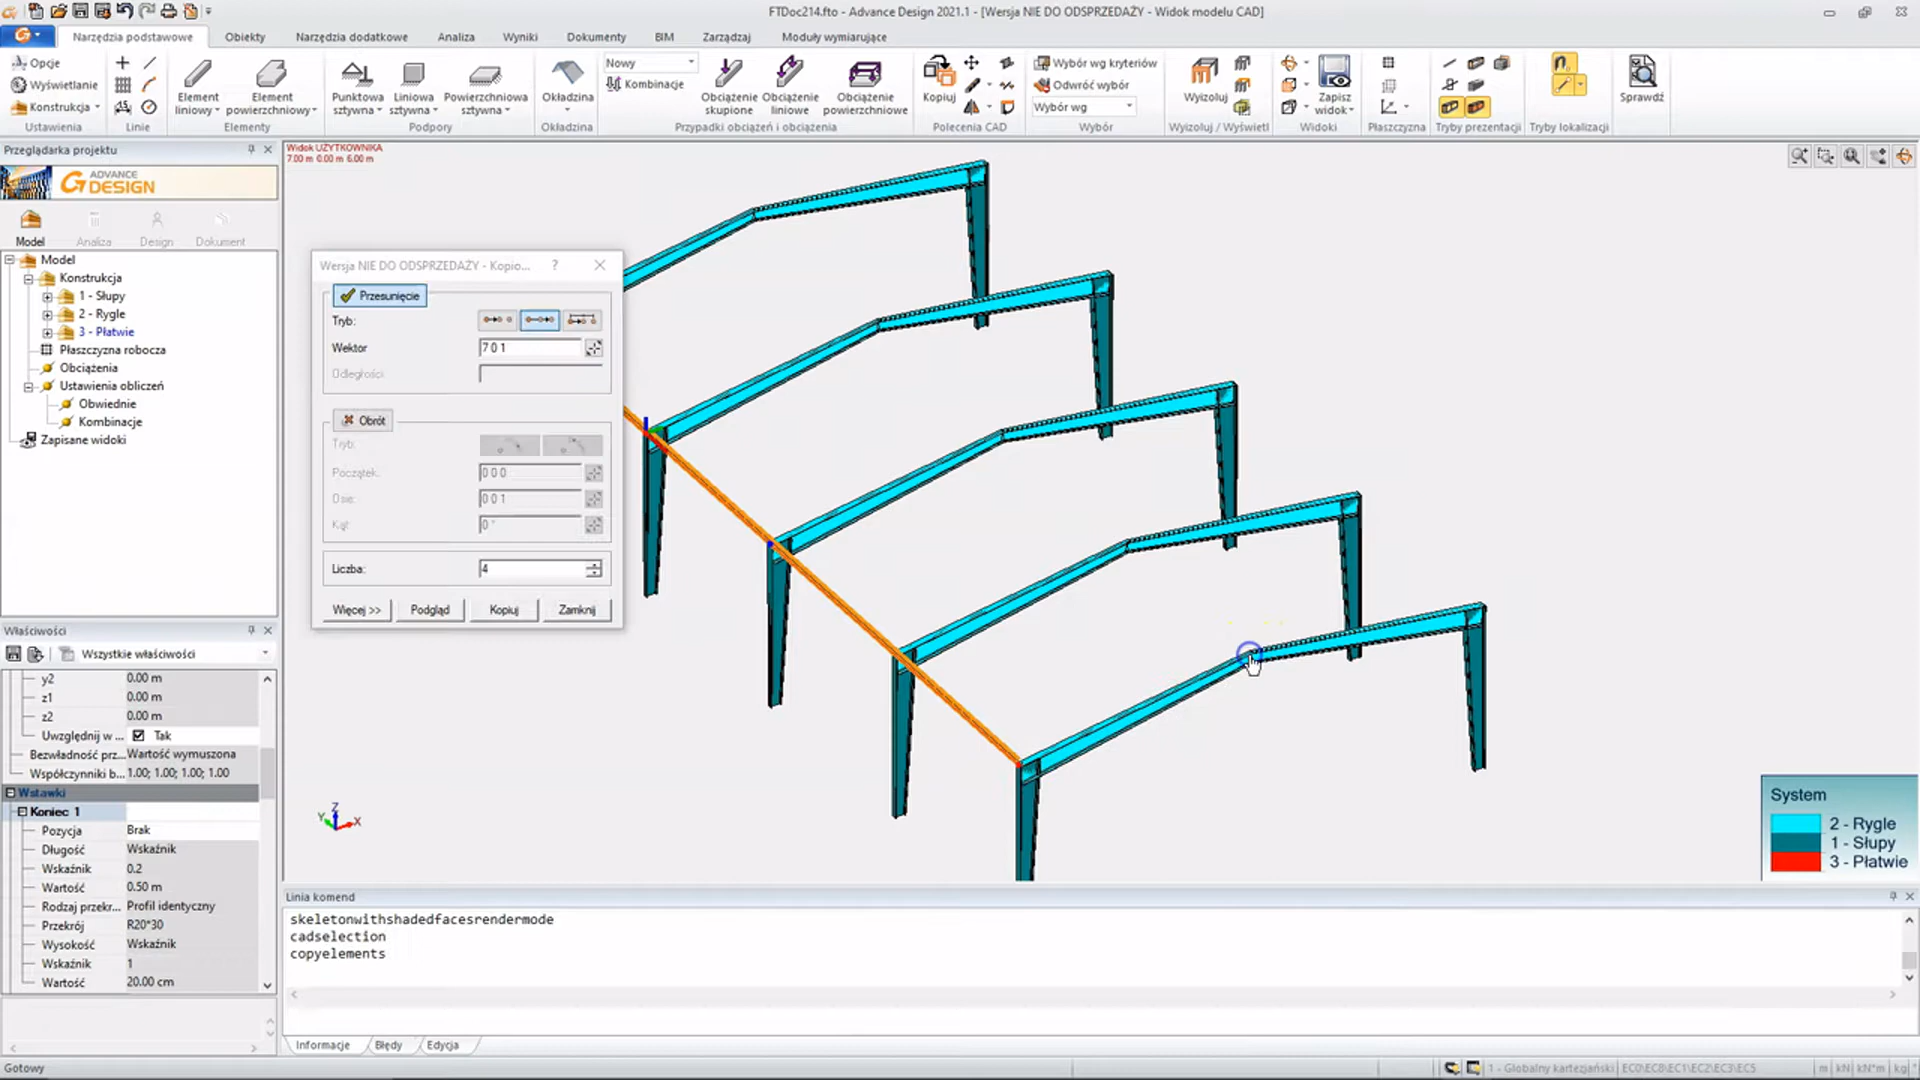 FTDoc214.fto - Advance Design 2021.1 - [Wersja NIE DO ODSPRZEDAŻY - Widok modelu CAD]
Narzędzia podstawowe Obiekty Narzędzia dodatkowe Analiza Wyniki Dokumenty BIM Zarządzaj Moduły wymiarujące
Opcje
Wyświetlanie
Konstrukcja
Ustawienia
Linie
Element liniowy
Element powierzchniowy
Elementy
Punktowa sztywna
Liniowa sztywna
Powierzchniowa sztywna
Podpory
Okładzina
Okładzina
Nowy
Kombinacje
Obciążenie skupione
Obciążenie liniowe
Obciążenie powierzchniowe
Przypadki obciążeń i obciążenia
Kopiuj
Polecenia CAD
Wybór wg kryteriów
Odwróć wybór
Wybór wg
Wybór
Wyizoluj
Wyizoluj / Wyświetl
Zapisz widok
Widoki
Płaszczyzna
Tryby prezentacji
Tryby lokalizacji
Sprawdź
Przeglądarka projektu
ADVANCE
DESIGN
Model Analiza Design Dokument
Model
Konstrukcja
1 - Słupy
2 - Rygle
3 - Płatwie
Płaszczyzna robocza
Obciążenia
Ustawienia obliczeń
Obwiednie
Kombinacje
Zapisane widoki
Właściwości
Wszystkie właściwości
y2 0.00 m
z1 0.00 m
z2 0.00 m
Uwzględnij w ... Tak
Bezwładność prz... Wartość wymuszona
Współczynniki b... 1.00; 1.00; 1.00; 1.00
Wstawki
Koniec 1
Pozycja Brak
Długość Wskaźnik
Wskaźnik 0.2
Wartość 0.50 m
Rodzaj przekr... Profil identyczny
Przekrój R20*30
Wysokość Wskaźnik
Wskaźnik 1
Wartość 20.00 cm
Widok UŻYTKOWNIKA
7.00 m 0.00 m 6.00 m
Wersja NIE DO ODSPRZEDAŻY - Kopio... ?
Przesunięcie
Tryb:
Wektor 7 0 1
Odległości:
Obrót
Tryb:
Początek: 0 0 0
Osie: 0 0 1
Kąt: 0 °
Liczba: 4
Więcej >> Podgląd Kopiuj Zamknij
Z
Y X
System
2 - Rygle
1 - Słupy
3 - Płatwie
Linia komend
skeletonwithshadedfacesrendermode
cadselection
copyelements
Informacje Błędy Edycja
Gotowy
1 - Globalny kartezjański EC0\EC8\EC1\EC2\EC3\EC5 m kN kN*m kg